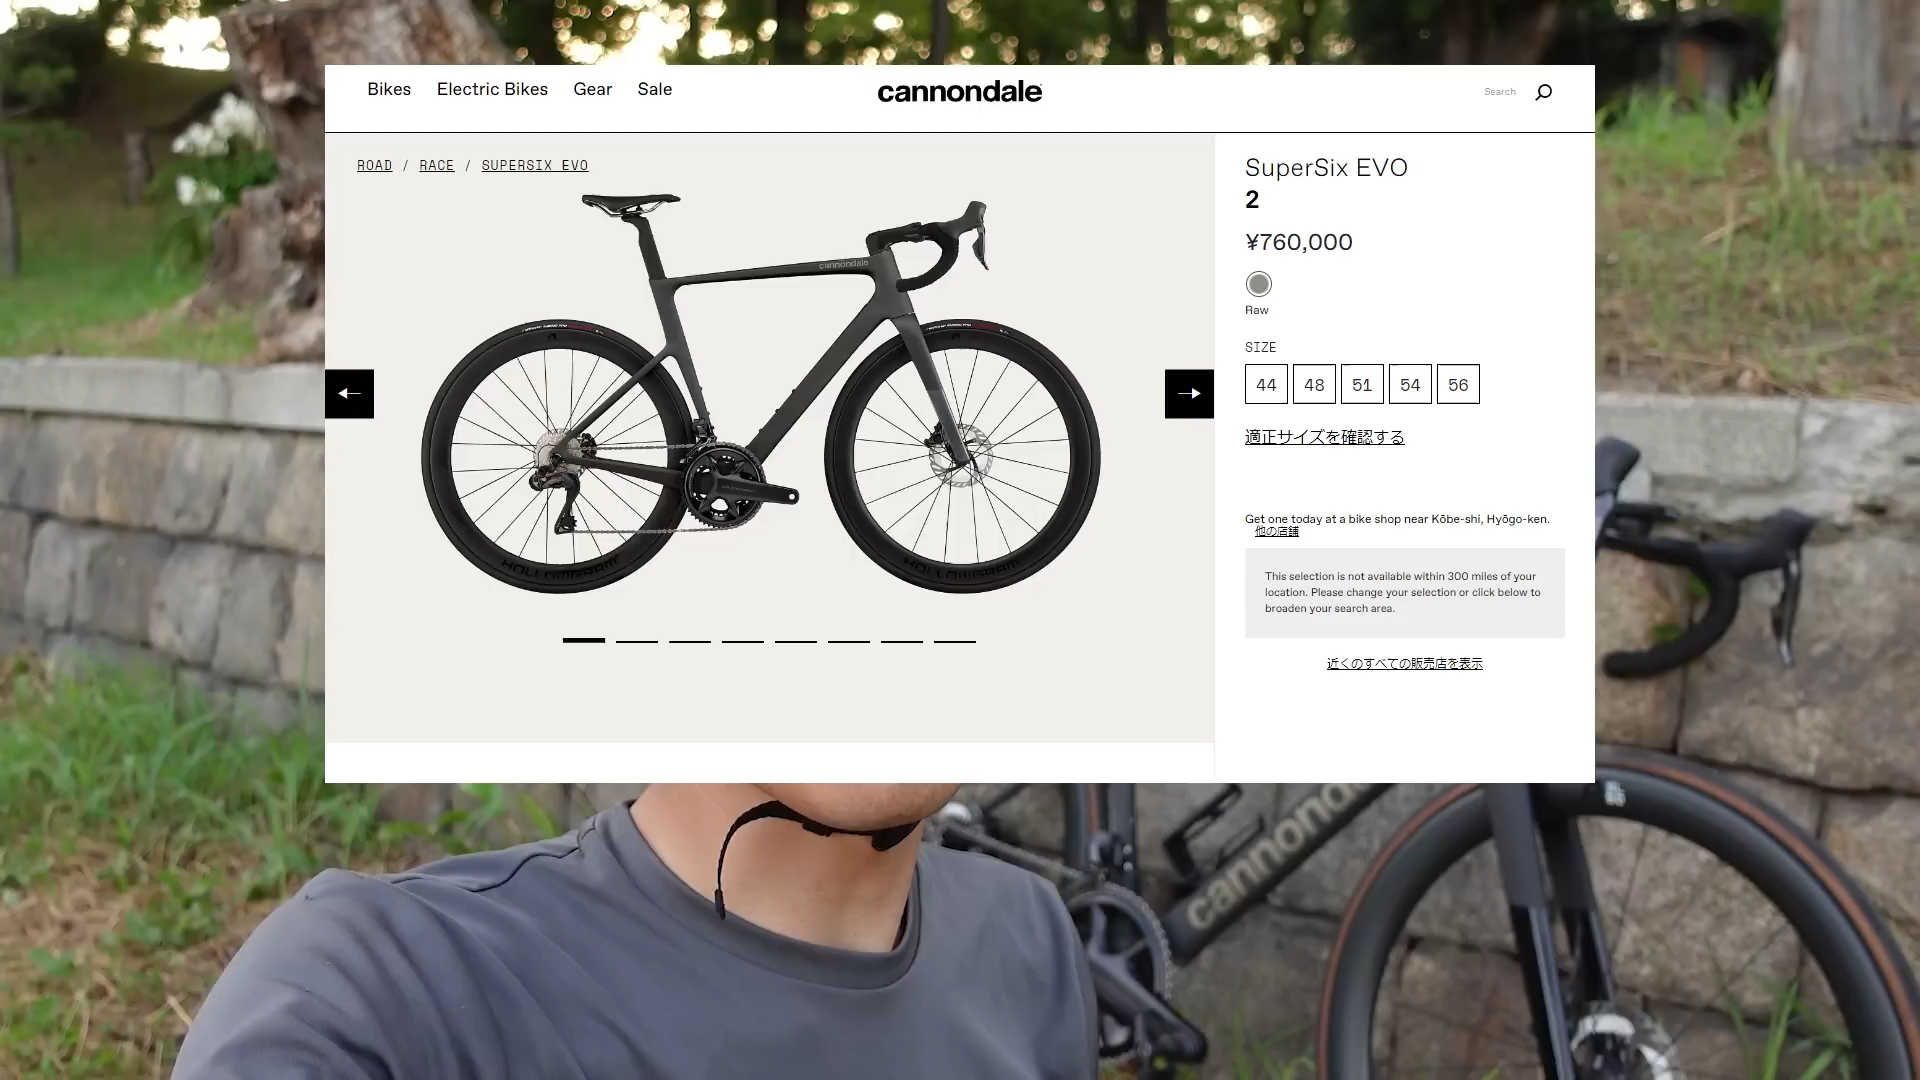 Bikes Electric Bikes Gear Sale cannondale Search
ROAD / RACE / SUPERSIX EVO
SuperSix EVO
2
¥760,000
Raw
SIZE
44 48 51 54 56
適正サイズを確認する
Get one today at a bike shop near Kōbe-shi, Hyōgo-ken.
他の店舗
This selection is not available within 300 miles of your
location. Please change your selection or click below to
broaden your search area.
近くのすべての販売店を表示
cannondale
HOLLOWGRAM
HOLLOWGRAM
cannondale